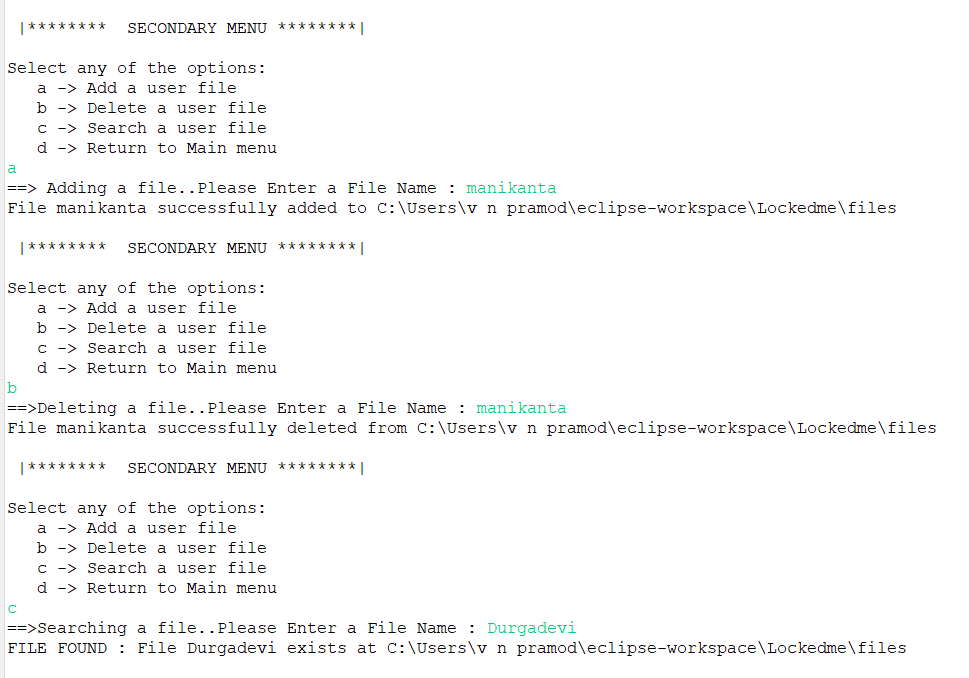 |********  SECONDARY MENU ********|
Select any of the options:
   a -> Add a user file
   b -> Delete a user file
   c -> Search a user file
   d -> Return to Main menu
a
==> Adding a file..Please Enter a File Name : manikanta
File manikanta successfully added to C:\Users\v n pramod\eclipse-workspace\Lockedme\files
|********  SECONDARY MENU ********|
Select any of the options:
   a -> Add a user file
   b -> Delete a user file
   c -> Search a user file
   d -> Return to Main menu
b
==>Deleting a file..Please Enter a File Name : manikanta
File manikanta successfully deleted from C:\Users\v n pramod\eclipse-workspace\Lockedme\files
|********  SECONDARY MENU ********|
Select any of the options:
   a -> Add a user file
   b -> Delete a user file
   c -> Search a user file
   d -> Return to Main menu
c
==>Searching a file..Please Enter a File Name : Durgadevi
FILE FOUND : File Durgadevi exists at C:\Users\v n pramod\eclipse-workspace\Lockedme\files